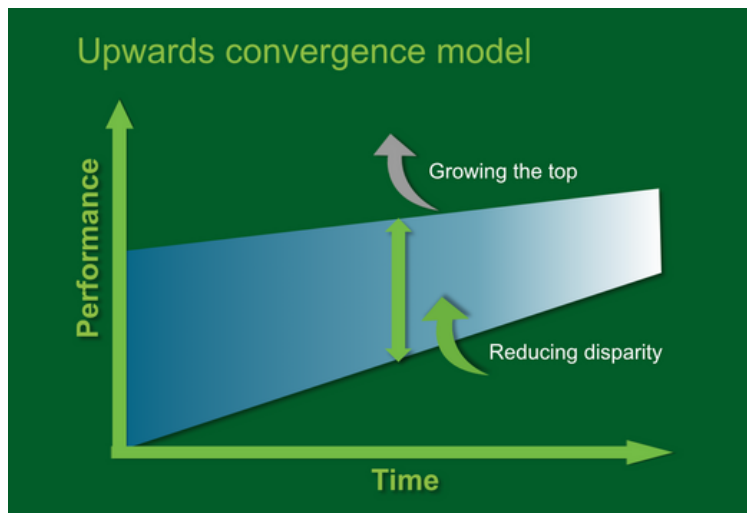 Upwards convergence model
Growing the top
Performance
Reducing disparity
Time